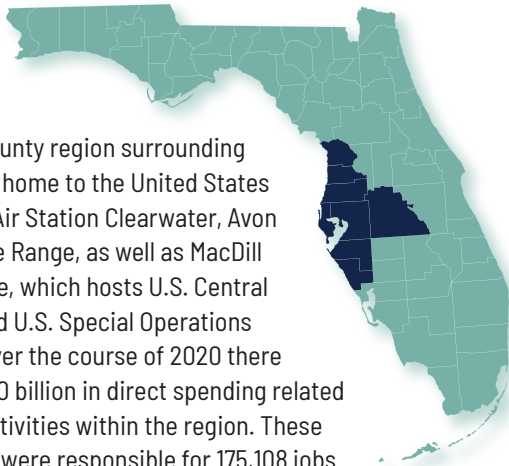 ounty region surrounding
home to the United States
Air Station Clearwater, Avon
e Range, as well as MacDill
e, which hosts U.S. Central
d U.S. Special Operations
ver the course of 2020 there
0 billion in direct spending related
tivities within the region. These
were responsible for 175,108 jobs